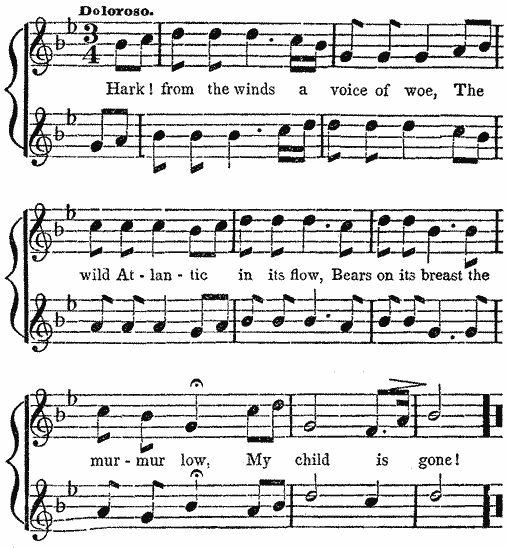 Doloroso.
3
4
Hark! from the winds a voice of woe, The
wild At-lan-tic in its flow, Bears on its breast the
mur-mur low, My child is gone!